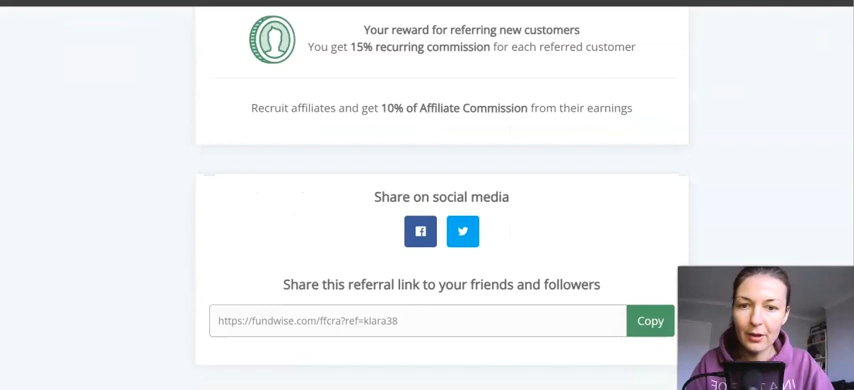 Your reward for referring new customers
You get 15% recurring commission for each referred customer
Recruit affiliates and get 10% of Affiliate Commission from their earnings
Share on social media
Share this referral link to your friends and followers
https://fundwise.com/ffcra?ref=klara38
Copy